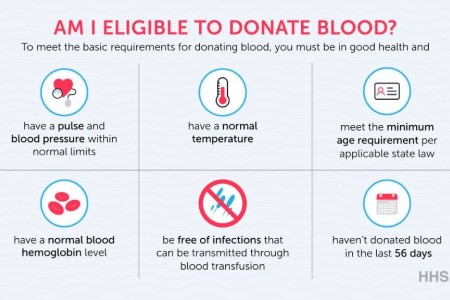 AM I ELIGIBLE TO DONATE BLOOD?
To meet the basic requirements for donating blood, you must be in good health and
have a pulse and
blood pressure within
normal limits
have a normal
temperature
meet the minimum
age requirement per
applicable state law
have a normal blood
hemoglobin level
be free of infections that
can be transmitted through
blood transfusion
haven't donated blood
in the last 56 days
HHS